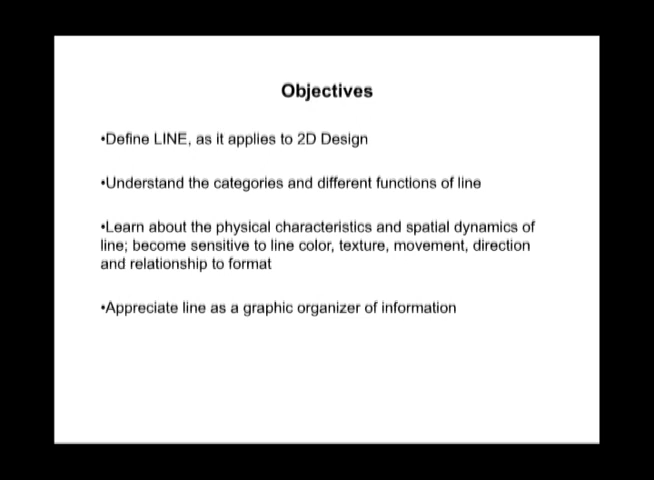 Objectives
•Define LINE, as it applies to 2D Design
•Understand the categories and different functions of line
•Learn about the physical characteristics and spatial dynamics of
line; become sensitive to line color, texture, movement, direction
and relationship to format
•Appreciate line as a graphic organizer of information